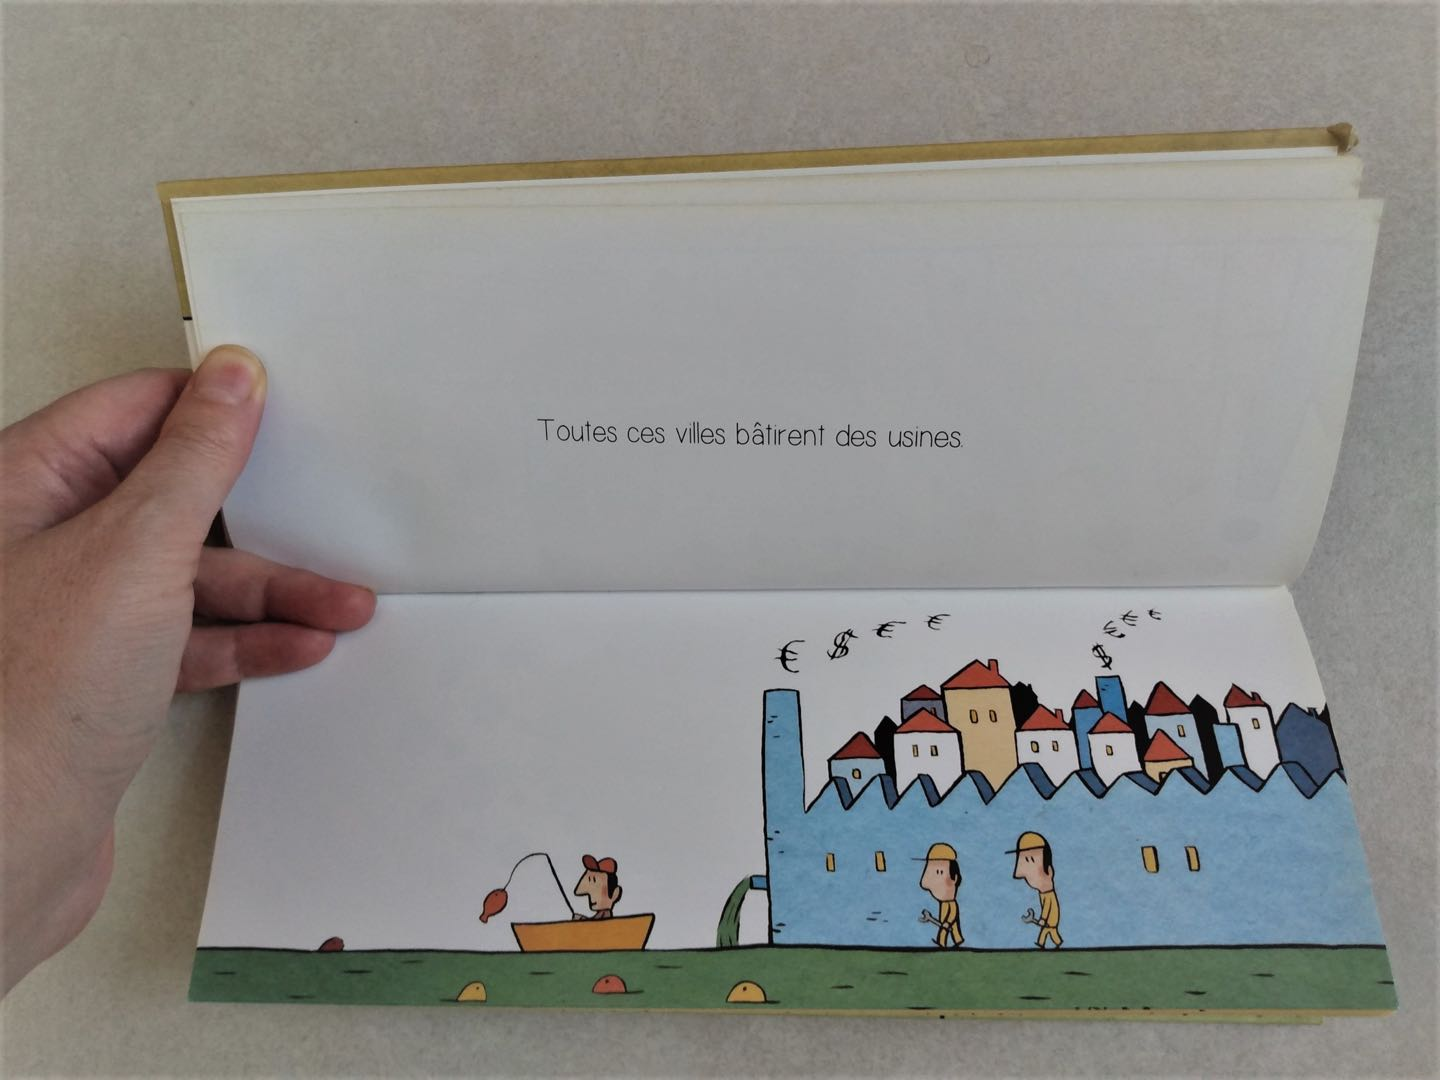 Toutes ces villes bâtirent des usines.
€ $ € €
$ € € €